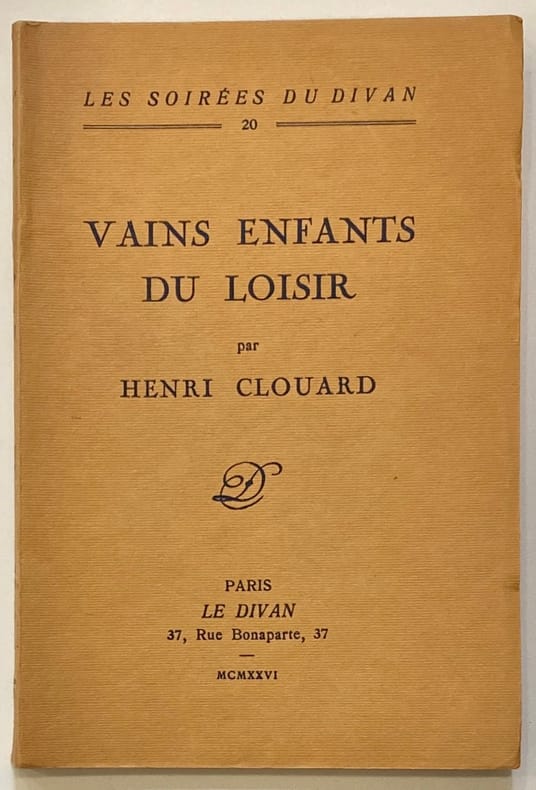 LES SOIRÉES DU DIVAN
20
VAINS ENFANTS
DU LOISIR
par
HENRI CLOUARD
D
PARIS
LE DIVAN
37, Rue Bonaparte, 37
MCMXXVI